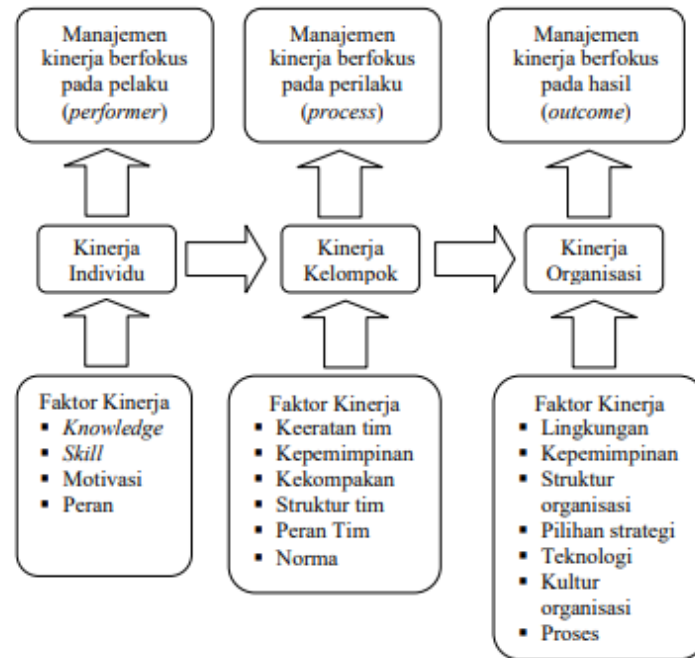 Manajemen
kinerja berfokus
pada pelaku
(performer)
Manajemen
kinerja berfokus
pada perilaku
(process)
Manajemen
kinerja berfokus
pada hasil
(outcome)
Kinerja
Individu
Kinerja
Kelompok
Kinerja
Organisasi
Faktor Kinerja
▪ Knowledge
▪ Skill
▪ Motivasi
▪ Peran
Faktor Kinerja
▪ Keeratan tim
▪ Kepemimpinan
▪ Kekompakan
▪ Struktur tim
▪ Peran Tim
▪ Norma
Faktor Kinerja
▪ Lingkungan
▪ Kepemimpinan
▪ Struktur
organisasi
▪ Pilihan strategi
▪ Teknologi
▪ Kultur
organisasi
▪ Proses